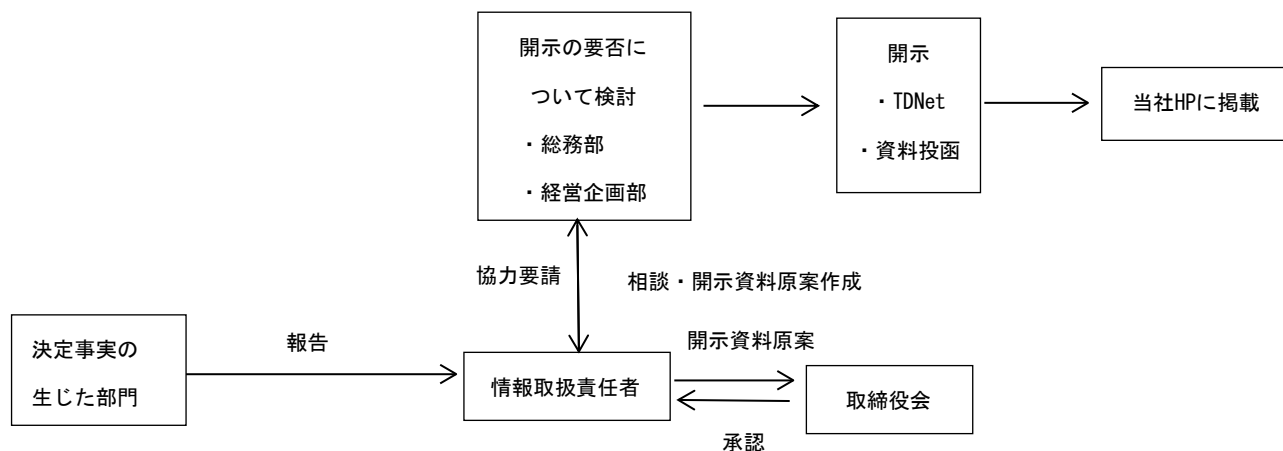 開示の要否に
ついて検討
・総務部
・経営企画部
開示
・TDNet
・資料投函
当社HPに掲載
協力要請
相談・開示資料原案作成
決定事実の
生じた部門
報告
情報取扱責任者
開示資料原案
取締役会
承認